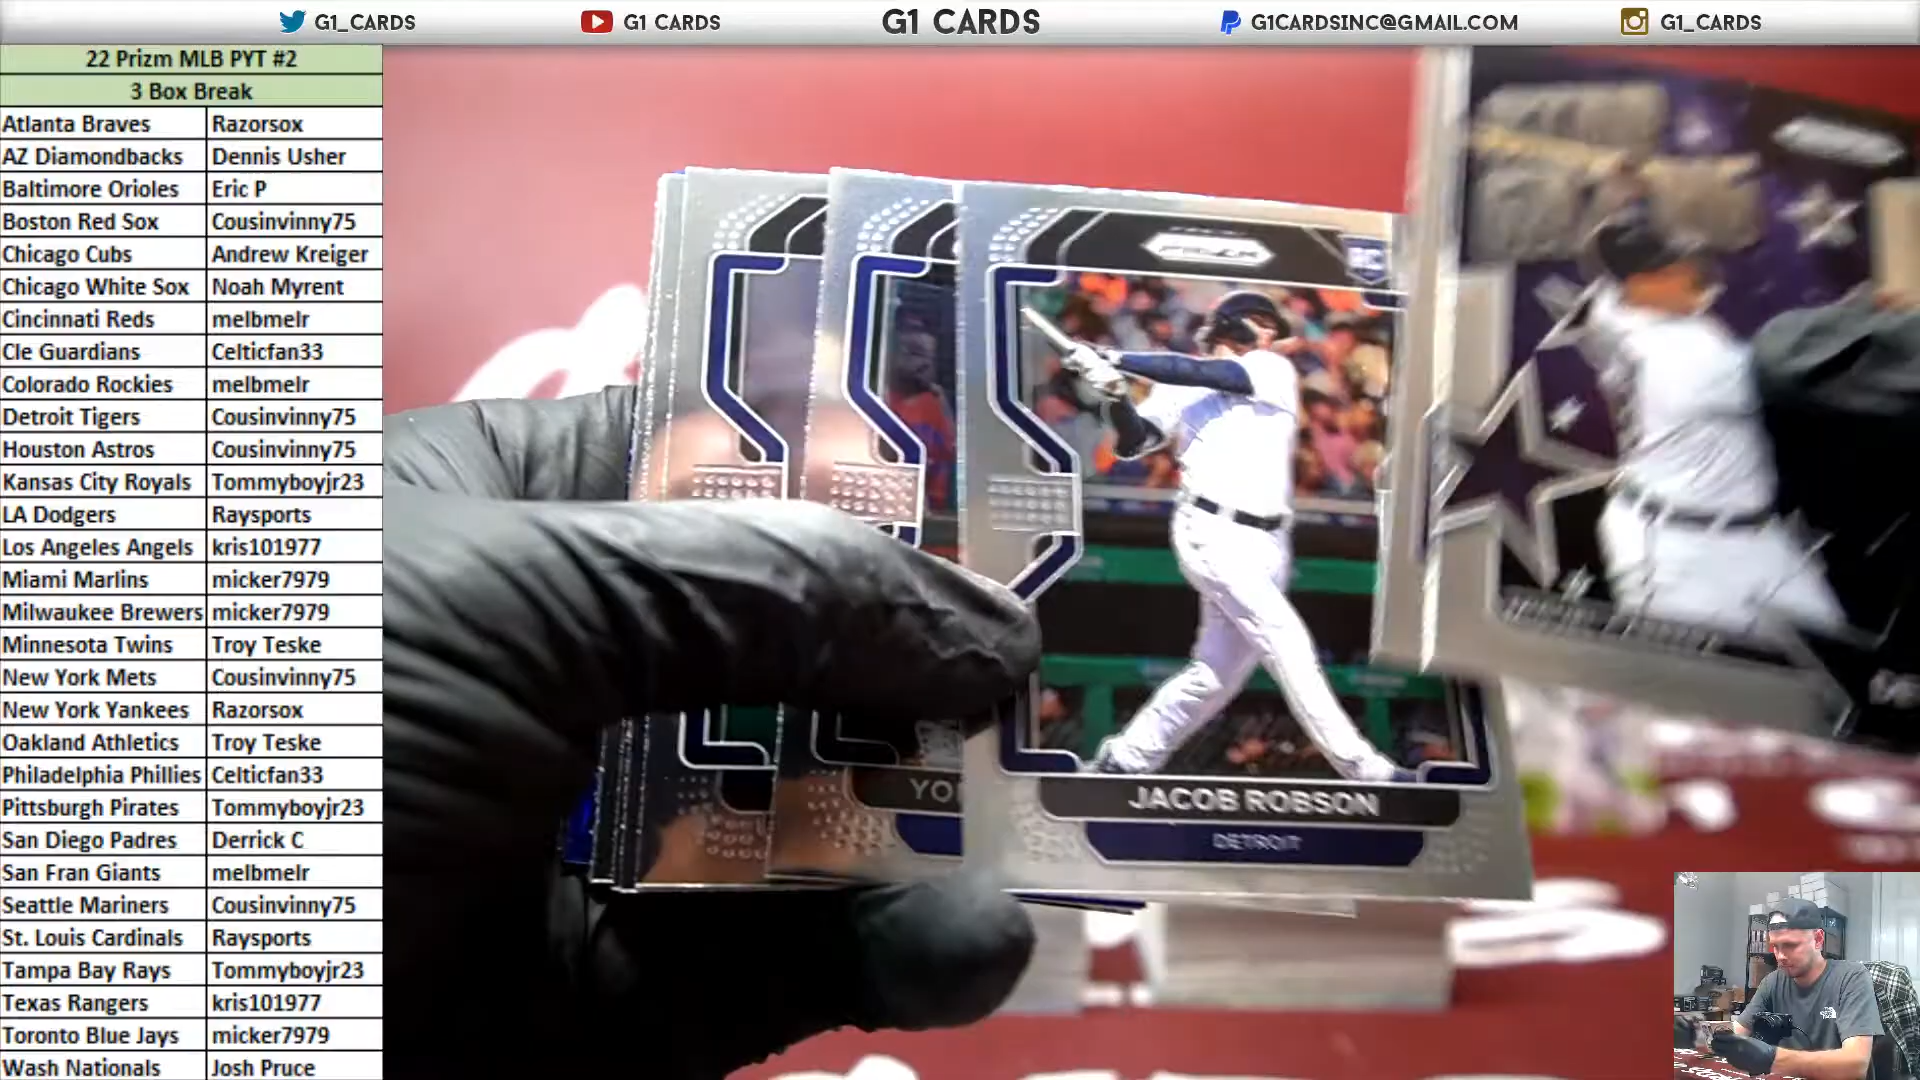 G1_CARDS
G1 CARDS
G1 CARDS
G1CARDSINC@GMAIL.COM
G1_CARDS
22 Prizm MLB PYT #2
3 Box Break
Atlanta Braves Razorsox
AZ Diamondbacks Dennis Usher
Baltimore Orioles Eric P
Boston Red Sox Cousinvinny75
Chicago Cubs Andrew Kreiger
Chicago White Sox Noah Myrent
Cincinnati Reds melbmelr
Cle Guardians Celticfan33
Colorado Rockies melbmelr
Detroit Tigers Cousinvinny75
Houston Astros Cousinvinny75
Kansas City Royals Tommyboyjr23
LA Dodgers Raysports
Los Angeles Angels kris101977
Miami Marlins micker7979
Milwaukee Brewers micker7979
Minnesota Twins Troy Teske
New York Mets Cousinvinny75
New York Yankees Razorsox
Oakland Athletics Troy Teske
Philadelphia Phillies Celticfan33
Pittsburgh Pirates Tommyboyjr23
San Diego Padres Derrick C
San Fran Giants melbmelr
Seattle Mariners Cousinvinny75
St. Louis Cardinals Raysports
Tampa Bay Rays Tommyboyjr23
Texas Rangers kris101977
Toronto Blue Jays micker7979
Wash Nationals Josh Pruce
PRIZM
RC
YO
JACOB ROBSON
DETROIT